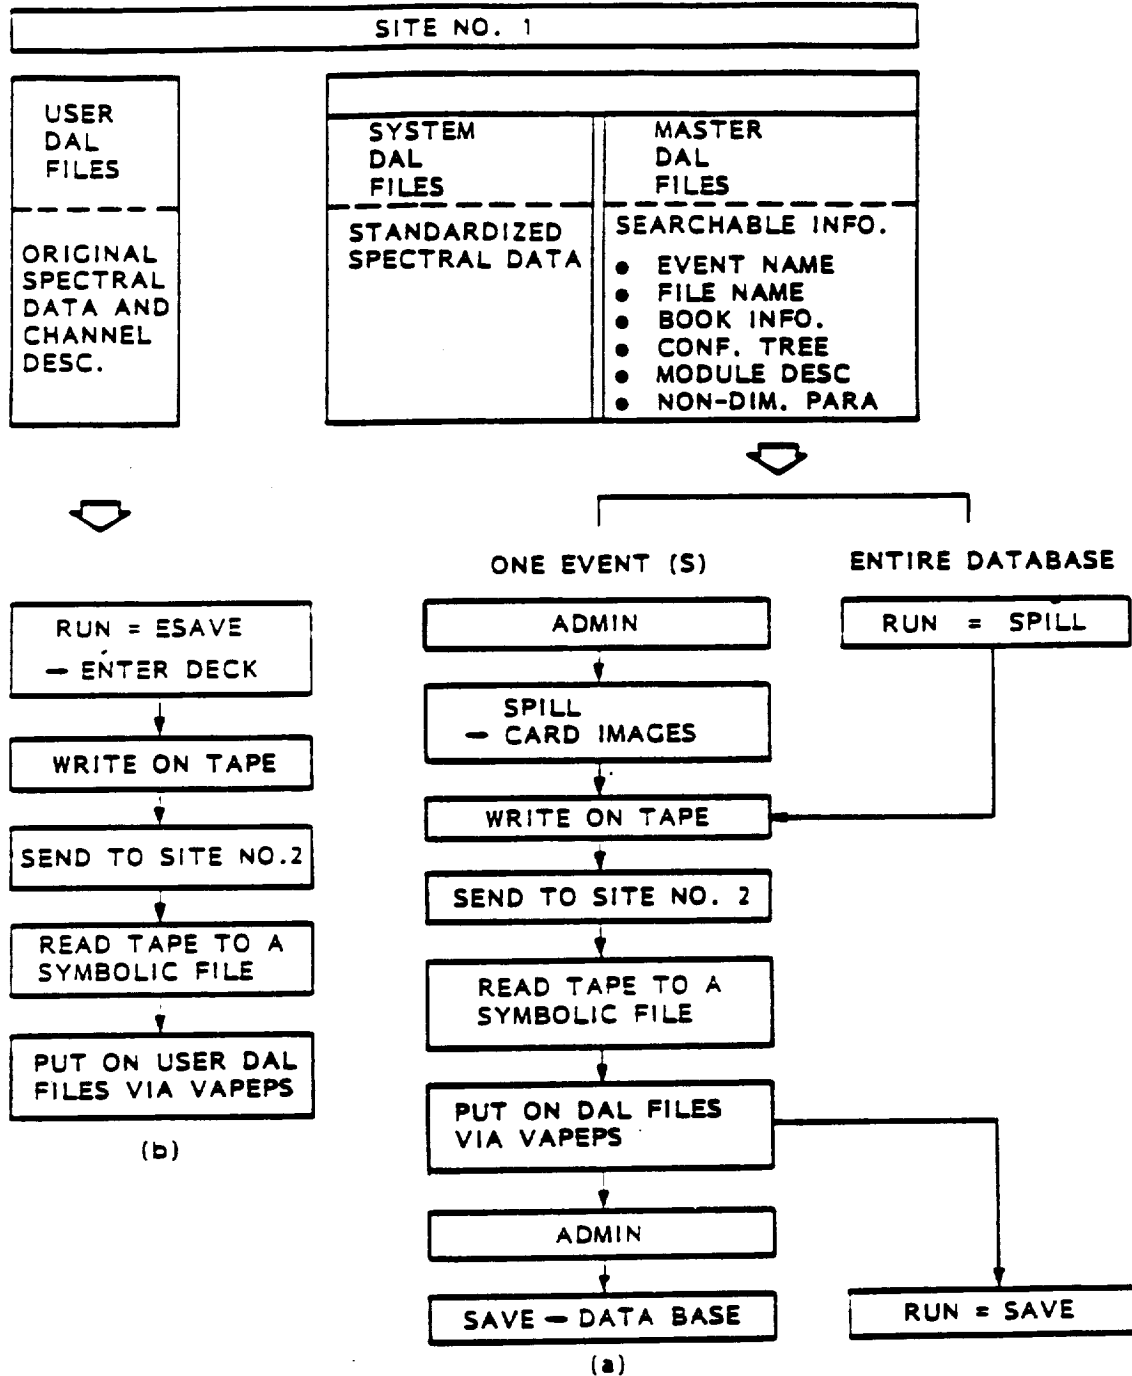 SITE NO. 1
USER
DAL
FILES
ORIGINAL
SPECTRAL
DATA AND
CHANNEL
DESC.
SYSTEM
DAL
FILES
STANDARDIZED
SPECTRAL DATA
MASTER
DAL
FILES
SEARCHABLE INFO.
● EVENT NAME
● FILE NAME
● BOOK INFO.
● CONF. TREE
● MODULE DESC
● NON-DIM. PARA
RUN = ESAVE
— ENTER DECK
WRITE ON TAPE
SEND TO SITE NO.2
READ TAPE TO A
SYMBOLIC FILE
PUT ON USER DAL
FILES VIA VAPEPS
(b)
ONE EVENT (S)
ADMIN
SPILL
— CARD IMAGES
WRITE ON TAPE
SEND TO SITE NO. 2
READ TAPE TO A
SYMBOLIC FILE
PUT ON DAL FILES
VIA VAPEPS
ADMIN
SAVE — DATA BASE
(a)
ENTIRE DATABASE
RUN = SPILL
RUN = SAVE